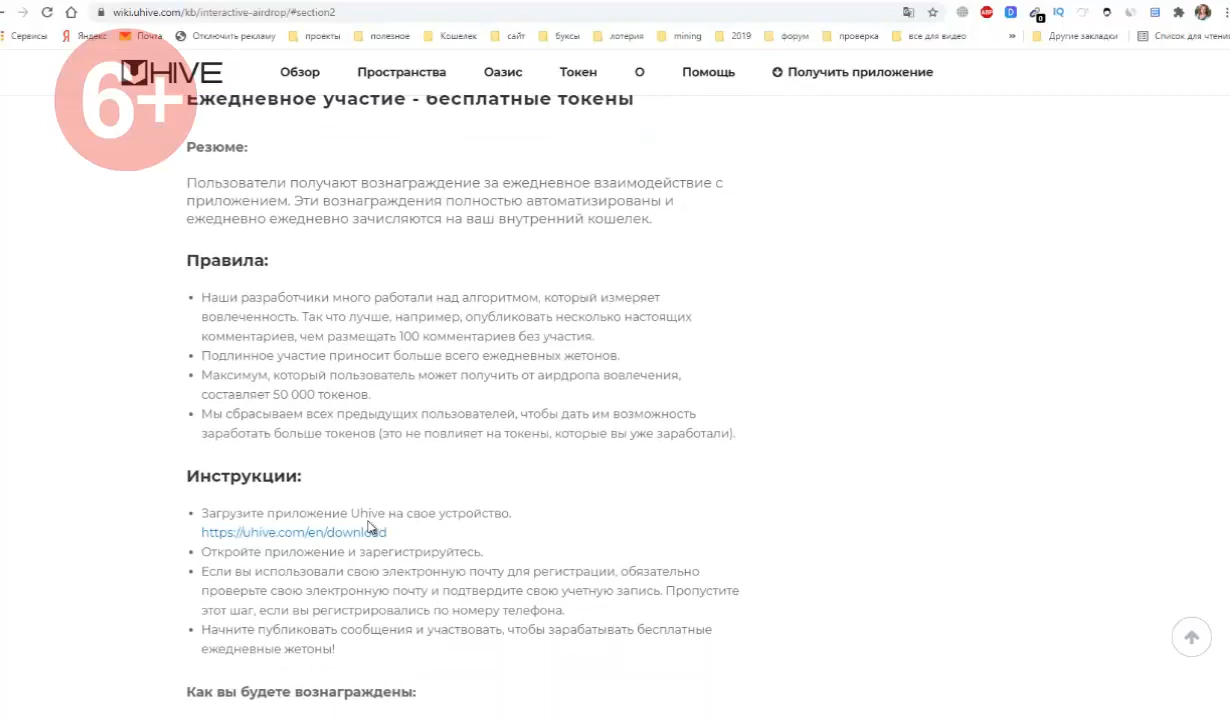 wiki.uhive.com/kb/interactive-airdrop/#section2
Сервисы Яндекс Почта Отключить рекламу проекты полезное Кошелек сайт буксы лотерия mining 2019 форум проверка все для видео » Другие закладки Список для чтени
UHIVE Обзор Пространства Оазис Токен О Помощь Получить приложение
6+
Ежедневное участие - бесплатные токены
Резюме:
Пользователи получают вознаграждение за ежедневное взаимодействие с
приложением. Эти вознаграждения полностью автоматизированы и
ежедневно ежедневно зачисляются на ваш внутренний кошелек.
Правила:
• Наши разработчики много работали над алгоритмом, который измеряет
вовлеченность. Так что лучше, например, опубликовать несколько настоящих
комментариев, чем размещать 100 комментариев без участия.
• Подлинное участие приносит больше всего ежедневных жетонов.
• Максимум, который пользователь может получить от аирдропа вовлечения,
составляет 50 000 токенов.
• Мы сбрасываем всех предыдущих пользователей, чтобы дать им возможность
заработать больше токенов (это не повлияет на токены, которые вы уже заработали).
Инструкции:
• Загрузите приложение Uhive на свое устройство.
https://uhive.com/en/download
• Откройте приложение и зарегистрируйтесь.
• Если вы использовали свою электронную почту для регистрации, обязательно
проверьте свою электронную почту и подтвердите свою учетную запись. Пропустите
этот шаг, если вы регистрировались по номеру телефона.
• Начните публиковать сообщения и участвовать, чтобы зарабатывать бесплатные
ежедневные жетоны!
Как вы будете вознаграждены: